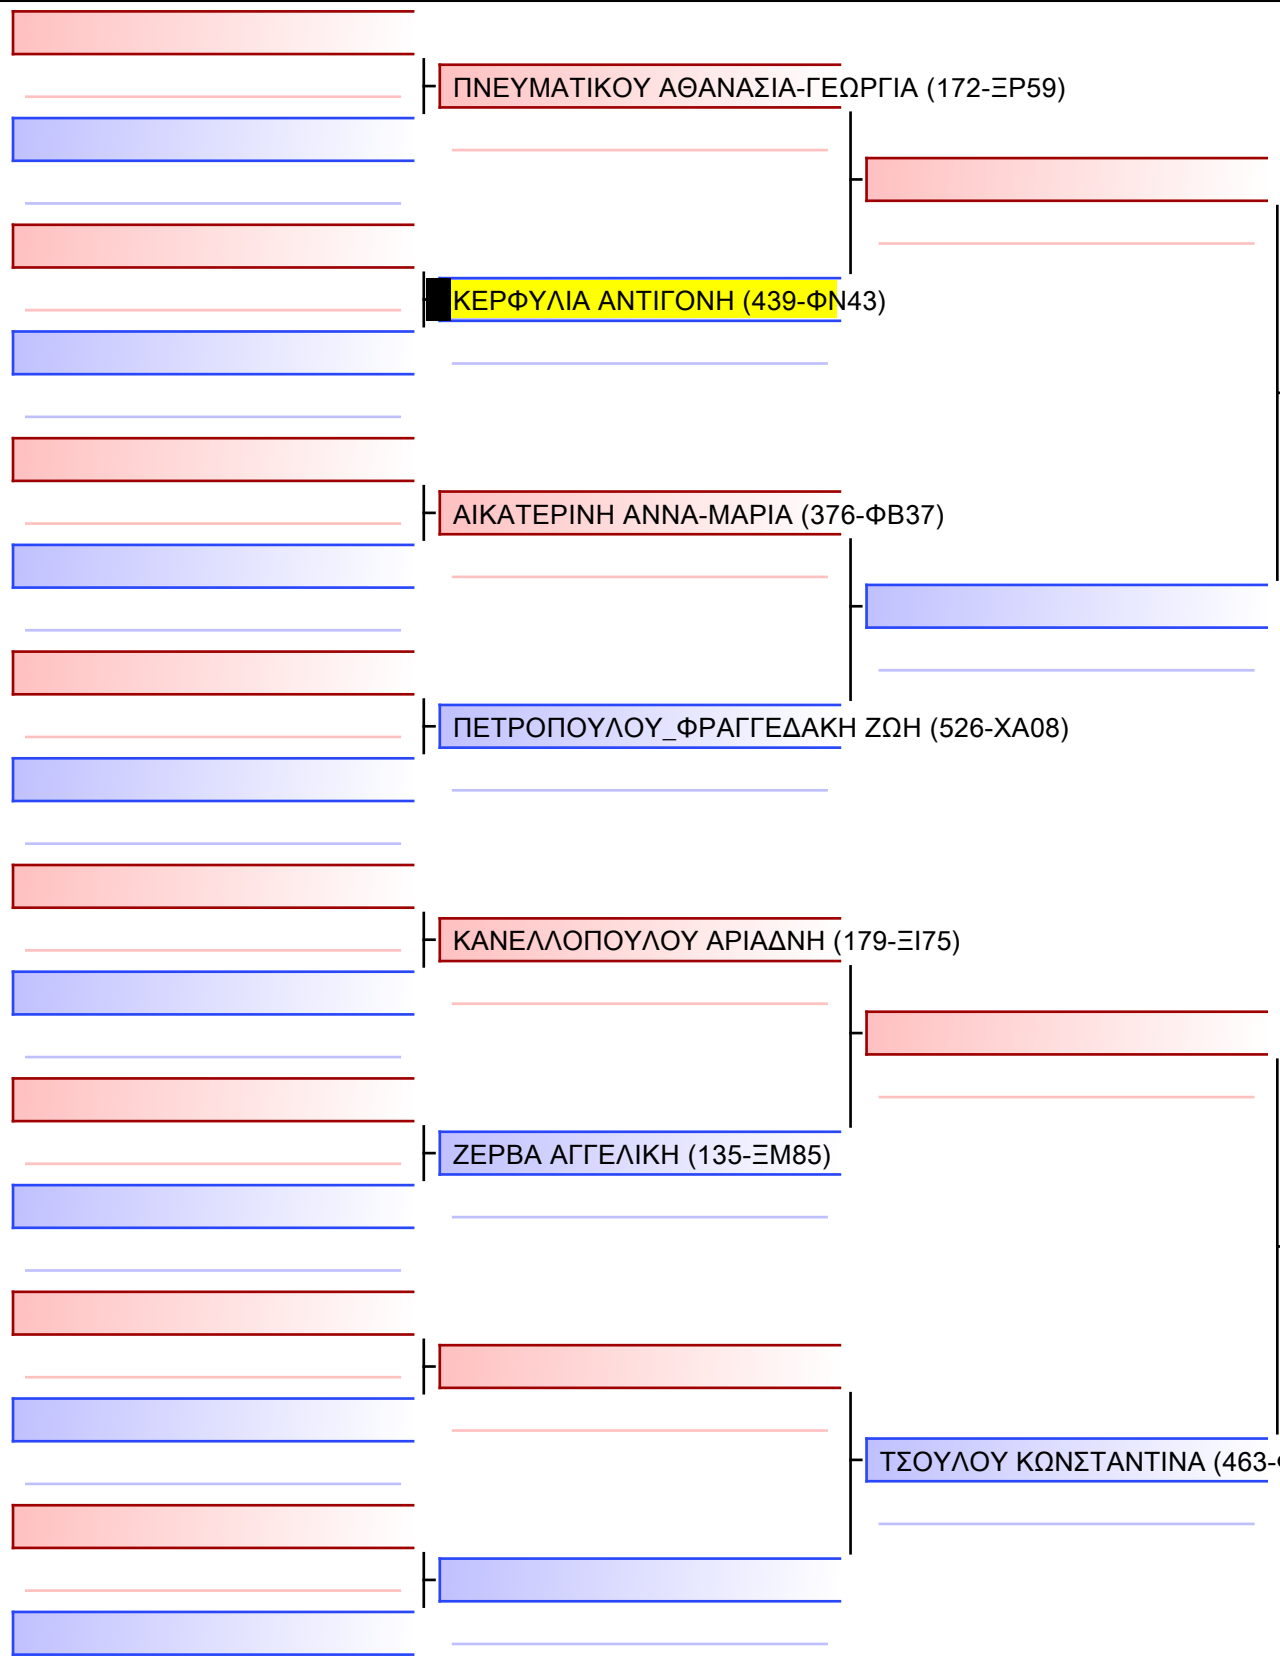 ΠΝΕΥΜΑΤΙΚΟΥ ΑΘΑΝΑΣΙΑ-ΓΕΩΡΓΙΑ (172-ΞΡ59)
ΚΕΡΦΥΛΙΑ ΑΝΤΙΓΟΝΗ (439-ΦΝ43)
ΑΙΚΑΤΕΡΙΝΗ ΑΝΝΑ-ΜΑΡΙΑ (376-ΦΒ37)
ΠΕΤΡΟΠΟΥΛΟΥ_ΦΡΑΓΓΕΔΑΚΗ ΖΩΗ (526-ΧΑ08)
ΚΑΝΕΛΛΟΠΟΥΛΟΥ ΑΡΙΑΔΝΗ (179-ΞΙ75)
ΖΕΡΒΑ ΑΓΓΕΛΙΚΗ (135-ΞΜ85)
ΤΣΟΥΛΟΥ ΚΩΝΣΤΑΝΤΙΝΑ (463-